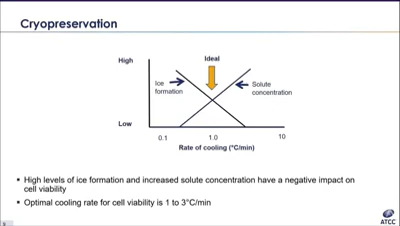 Cryopreservation
High
Ideal
Ice
formation
Solute
concentration
Low
0.1
1.0
10
Rate of cooling (°C/min)
▪ High levels of ice formation and increased solute concentration have a negative impact on
cell viability
▪ Optimal cooling rate for cell viability is 1 to 3°C/min
ATCC